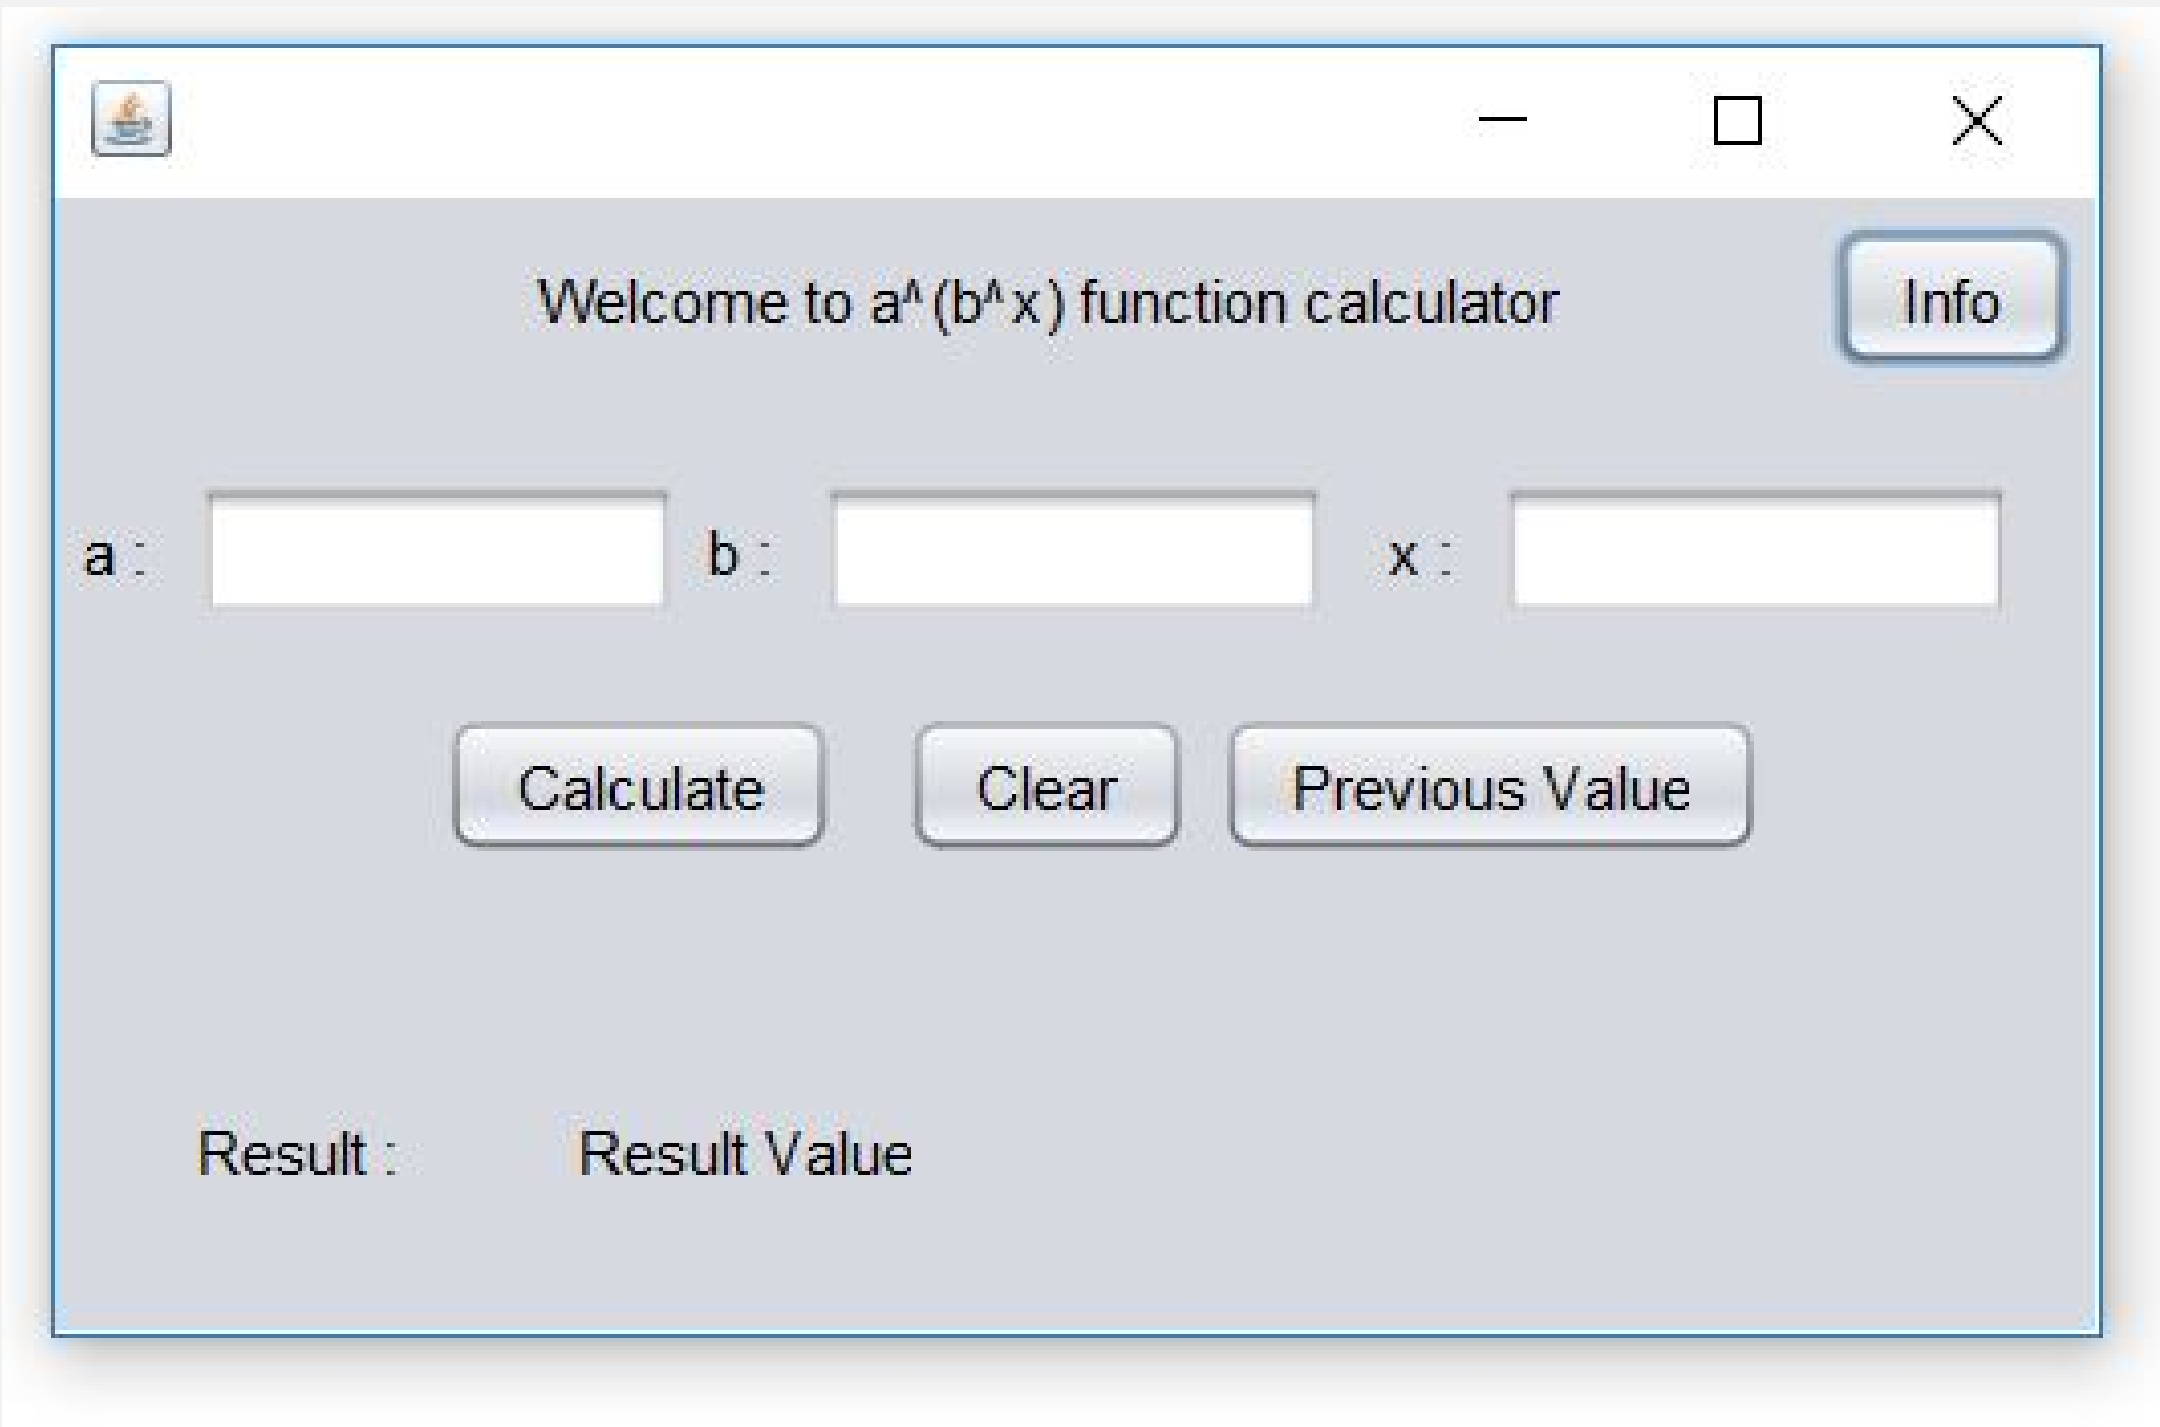 Welcome to a^(b^x) function calculator
Info
a :
b :
x :
Calculate
Clear
Previous Value
Result :
Result Value